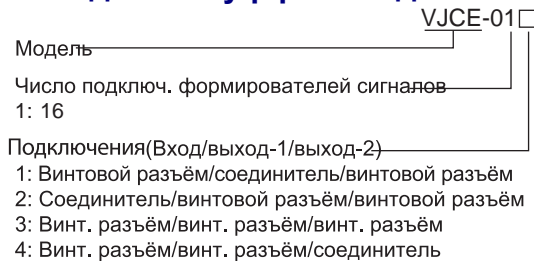 VJCE-01□
Модель
Число подключ. формирователей сигналов
1: 16
Подключения(Вход/выход-1/выход-2)
1: Винтовой разъём/соединитель/винтовой разъём
2: Соединитель/винтовой разъём/винтовой разъём
3: Винт. разъём/винт. разъём/винт. разъём
4: Винт. разъём/винт. разъём/соединитель